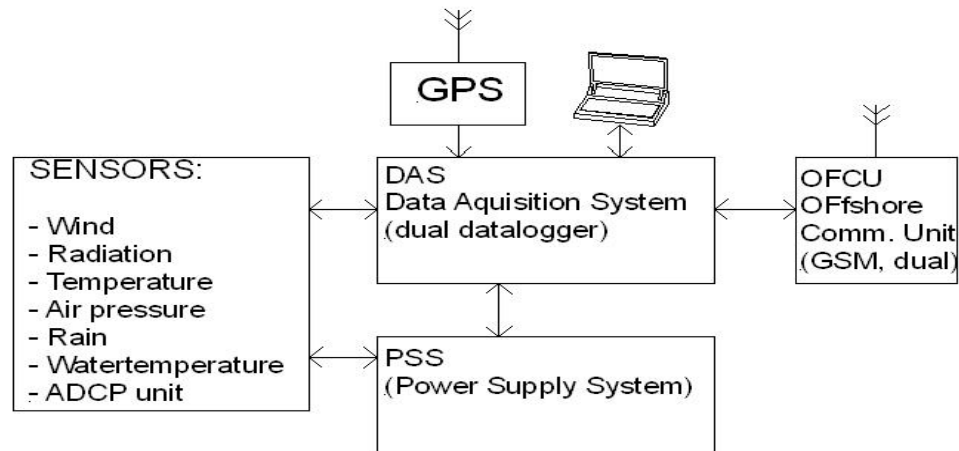 GPS
SENSORS:
- Wind
- Radiation
- Temperature
- Air pressure
- Rain
- Watertemperature
- ADCP unit
DAS
Data Aquisition System
(dual datalogger)
OFCU
OFfshore
Comm. Unit
(GSM, dual)
PSS
(Power Supply System)